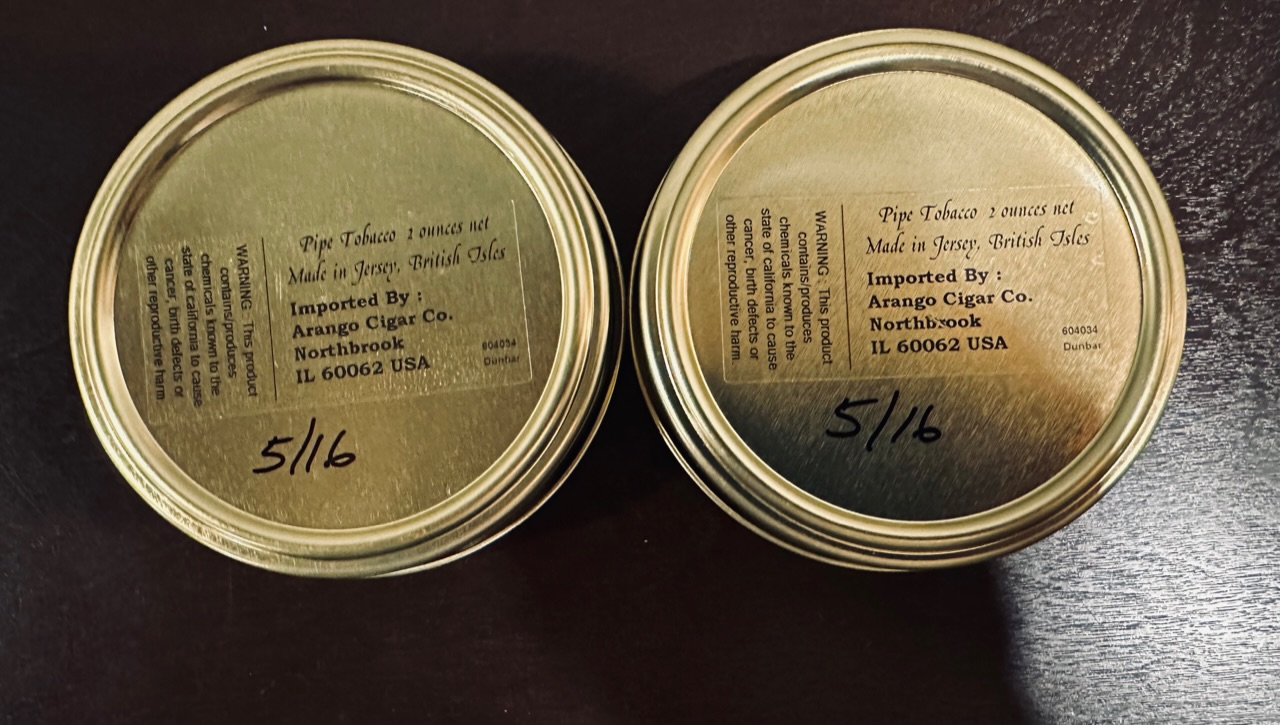 Pipe Tobacco 2 ounces net
Made in Jersey, British Isles
Imported By :
Arango Cigar Co.
Northbrook
IL 60062 USA
604034
Dunbar
WARNING : This product
contains/produces
chemicals known to the
state of california to cause
cancer, birth defects or
other reproductive harm
5/16
Pipe Tobacco 2 ounces net
Made in Jersey, British Isles
Imported By :
Arango Cigar Co.
Northbrook
IL 60062 USA
604034
Dunbar
WARNING : This product
contains/produces
chemicals known to the
state of california to cause
cancer, birth defects or
other reproductive harm.
5/16